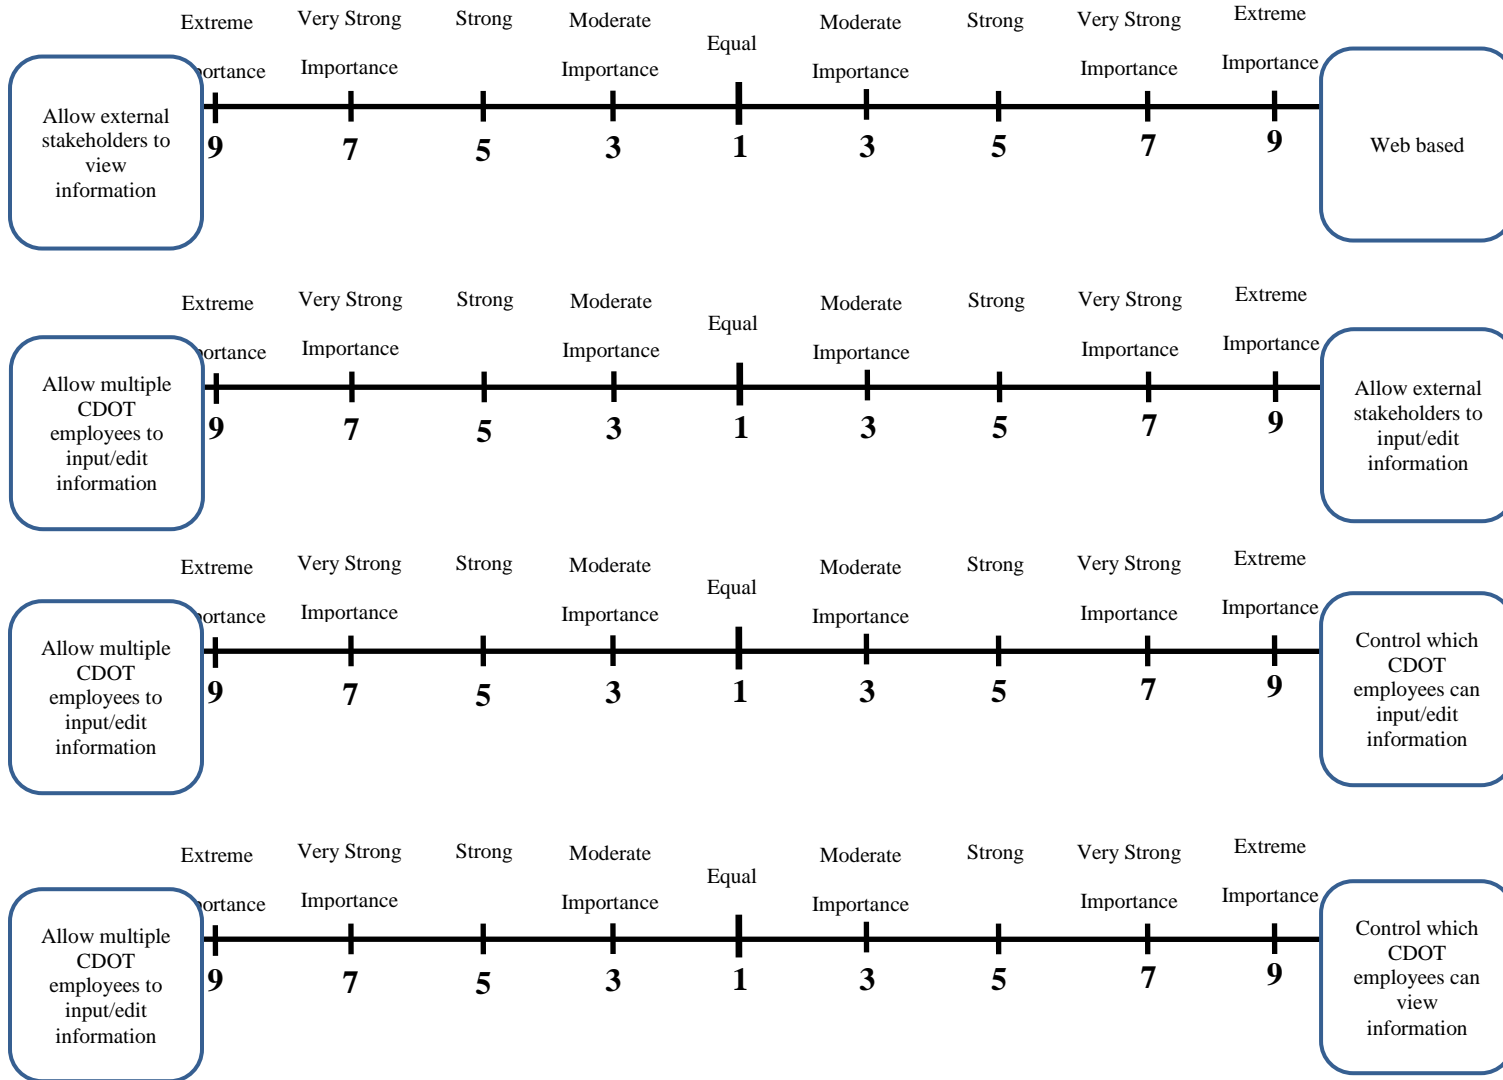 Extreme Very Strong Strong Moderate Equal Moderate Strong Very Strong Extreme
portance Importance Importance Importance Importance Importance
Allow external
stakeholders to
view
information
9 7 5 3 1 3 5 7 9
Web based
Extreme Very Strong Strong Moderate Equal Moderate Strong Very Strong Extreme
portance Importance Importance Importance Importance Importance
Allow multiple
CDOT
employees to
input/edit
information
9 7 5 3 1 3 5 7 9
Allow external
stakeholders to
input/edit
information
Extreme Very Strong Strong Moderate Equal Moderate Strong Very Strong Extreme
portance Importance Importance Importance Importance Importance
Allow multiple
CDOT
employees to
input/edit
information
9 7 5 3 1 3 5 7 9
Control which
CDOT
employees can
input/edit
information
Extreme Very Strong Strong Moderate Equal Moderate Strong Very Strong Extreme
portance Importance Importance Importance Importance Importance
Allow multiple
CDOT
employees to
input/edit
information
9 7 5 3 1 3 5 7 9
Control which
CDOT
employees can
view
information